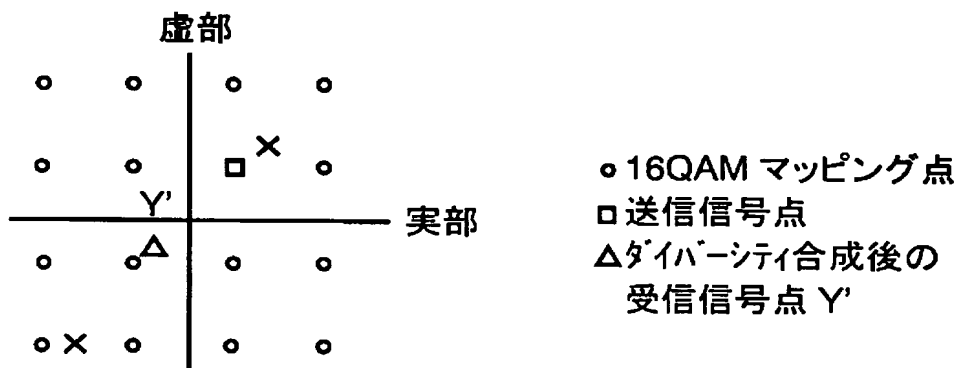 虚部
Y'
実部
16QAM マッピング点
送信信号点
ダイバーシティ合成後の
受信信号点 Y'